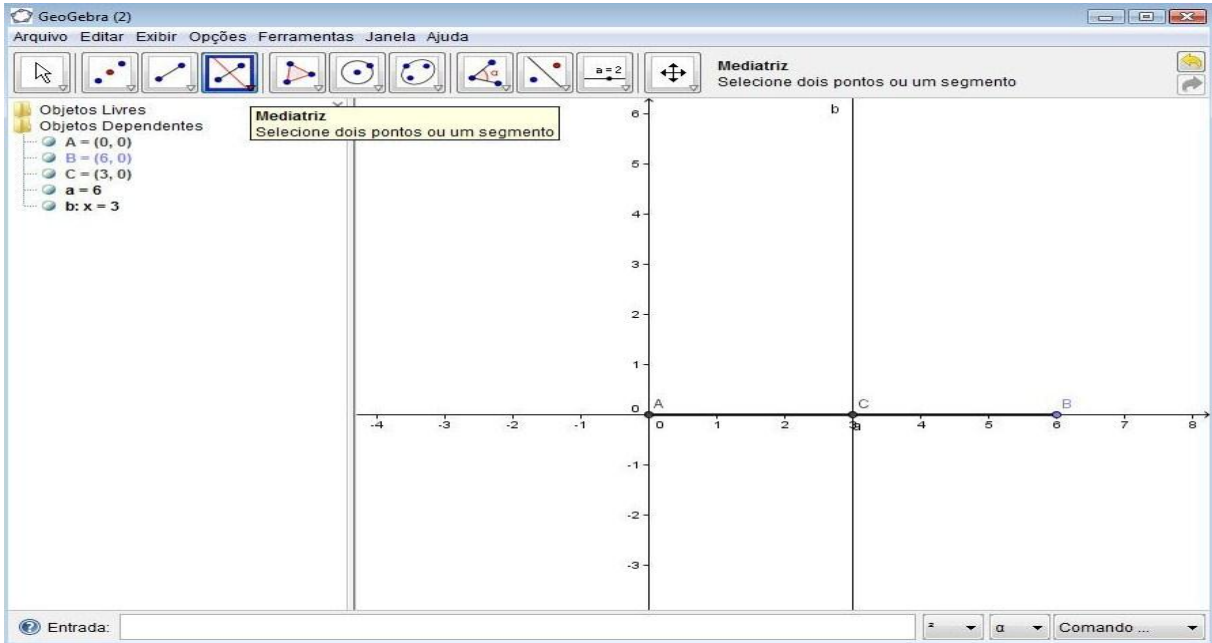 GeoGebra (2)
Arquivo Editar Exibir Opções Ferramentas Janela Ajuda
a = 2
α
Mediatriz
Selecione dois pontos ou um segmento
Mediatriz
Selecione dois pontos ou um segmento
Objetos Livres
Objetos Dependentes
A = (0, 0)
B = (6, 0)
C = (3, 0)
a = 6
b: x = 3
b
6
5
4
3
2
1
0
A C B
-4 -3 -2 -1 0 1 2 3 a 4 5 6 7 8
-1
-2
-3
Entrada: ² α Comando ...